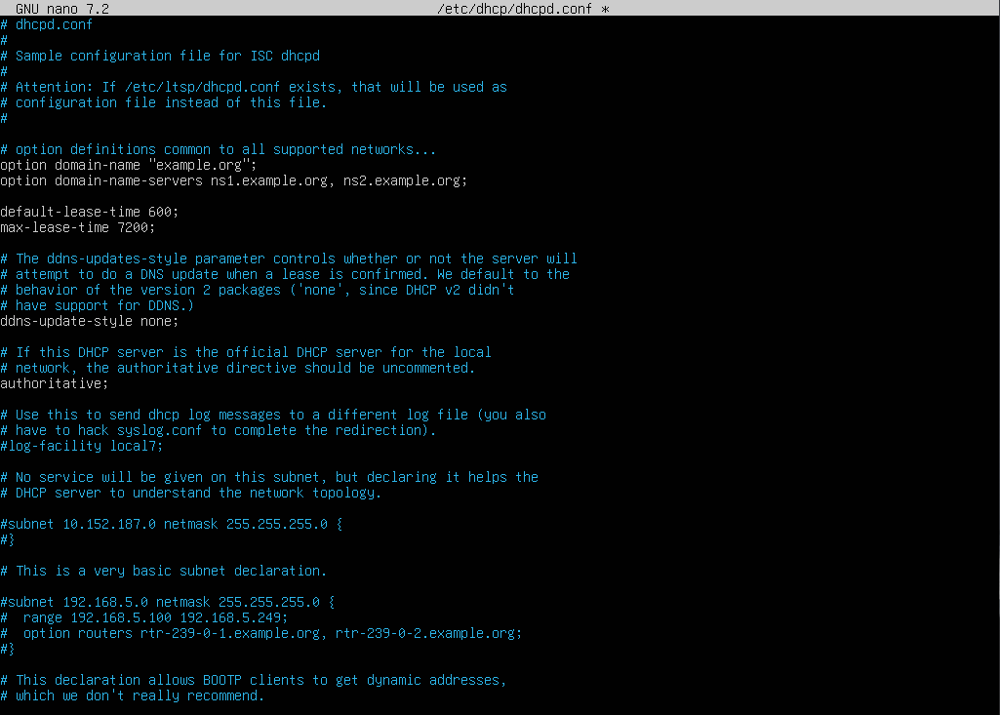 GNU nano 7.2 /etc/dhcp/dhcpd.conf *
# dhcpd.conf
#
# Sample configuration file for ISC dhcpd
#
# Attention: If /etc/ltsp/dhcpd.conf exists, that will be used as
# configuration file instead of this file.
#
# option definitions common to all supported networks...
option domain-name "example.org";
option domain-name-servers ns1.example.org, ns2.example.org;
default-lease-time 600;
max-lease-time 7200;
# The ddns-updates-style parameter controls whether or not the server will
# attempt to do a DNS update when a lease is confirmed. We default to the
# behavior of the version 2 packages ('none', since DHCP v2 didn't
# have support for DDNS.)
ddns-update-style none;
# If this DHCP server is the official DHCP server for the local
# network, the authoritative directive should be uncommented.
authoritative;
# Use this to send dhcp log messages to a different log file (you also
# have to hack syslog.conf to complete the redirection).
#log-facility local7;
# No service will be given on this subnet, but declaring it helps the
# DHCP server to understand the network topology.
#subnet 10.152.187.0 netmask 255.255.255.0 {
#}
# This is a very basic subnet declaration.
#subnet 192.168.5.0 netmask 255.255.255.0 {
#  range 192.168.5.100 192.168.5.249;
#  option routers rtr-239-0-1.example.org, rtr-239-0-2.example.org;
#}
# This declaration allows BOOTP clients to get dynamic addresses,
# which we don't really recommend.